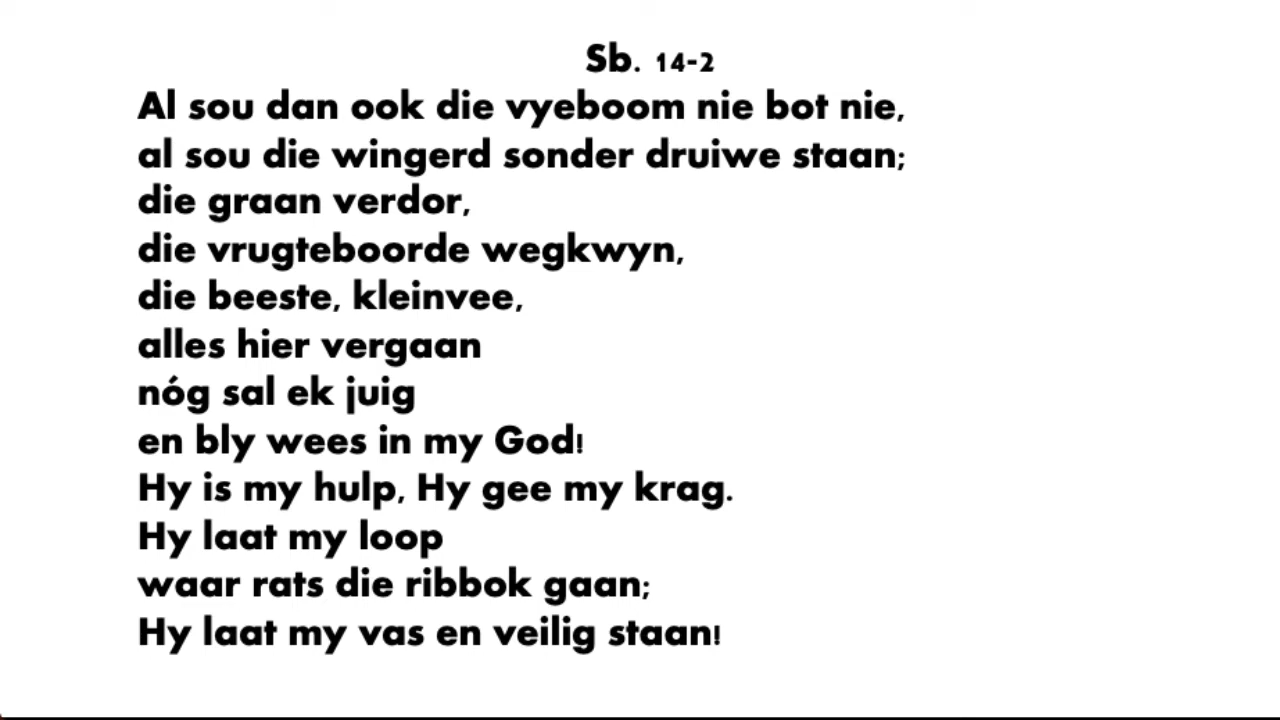 Sb. 14-2
Al sou dan ook die vyeboom nie bot nie,
al sou die wingerd sonder druiwe staan;
die graan verdor,
die vrugteboorde wegkwyn,
die beeste, kleinvee,
alles hier vergaan
nóg sal ek juig
en bly wees in my God!
Hy is my hulp, Hy gee my krag.
Hy laat my loop
waar rats die ribbok gaan;
Hy laat my vas en veilig staan!